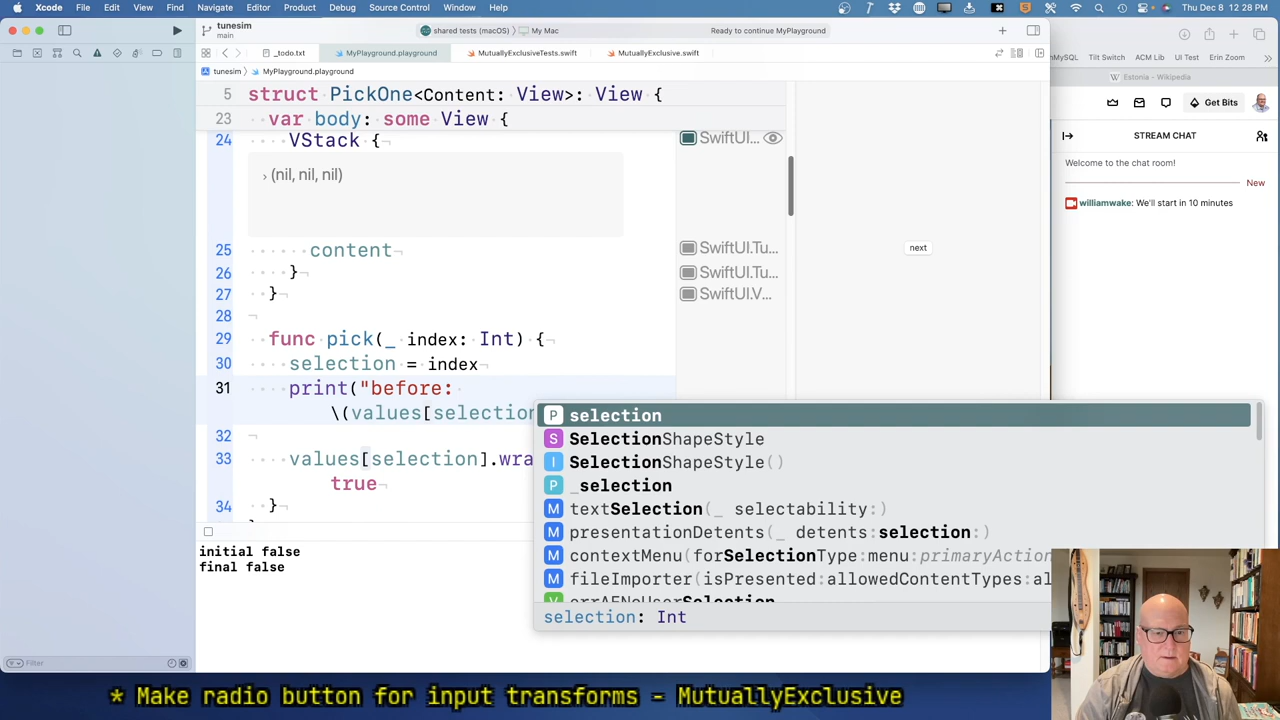 Xcode File Edit View Find Navigate Editor Product Debug Source Control Window Help
Thu Jan 12 12:28 PM
tunesim
main
shared tests (macOS) 〉 My Mac
Ready to continue MyPlayground
_todo.txt
MyPlayground.playground
MutuallyExclusiveTests.swift
MutuallyExclusive.swift
tunesim 〉 MyPlayground.playground
5 struct PickOne<Content: View>: View {
23 var body: some View {
24 VStack {
SwiftUI...
› (nil, nil, nil)
25 content
SwiftUI.Tu...
26 }
SwiftUI.Tu...
27 }
SwiftUI.V...
28
29 func pick(_ index: Int) {
30 selection = index
31 print("before:
\(values[selection
32
33 values[selection].wra
true
34 }
selection
SelectionShapeStyle
SelectionShapeStyle()
_selection
textSelection(_ selectability:)
presentationDetents(_ detents:selection:)
contextMenu(forSelectionType:menu:primaryAction
fileImporter(isPresented:allowedContentTypes:al
errAENoUserSelection
selection: Int
initial false
final false
Filter
next
nMySQL Tilt Switch ACM Lib UI Test Erin Zoom
Estonia - Wikipedia
Get Bits
STREAM CHAT
Welcome to the chat room!
New
williamwake: We'll start in 10 minutes
* Make radio button for input transforms - MutuallyExclusive